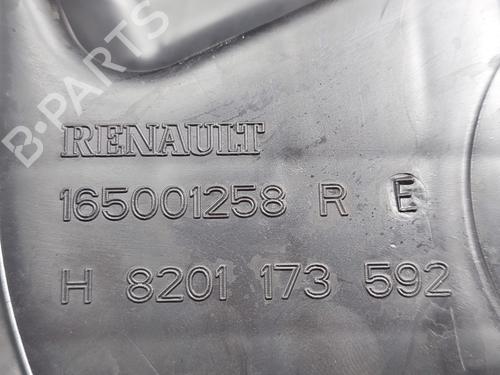 RENAULT
165001258 R E
H 8201 173 592
B-PARTS